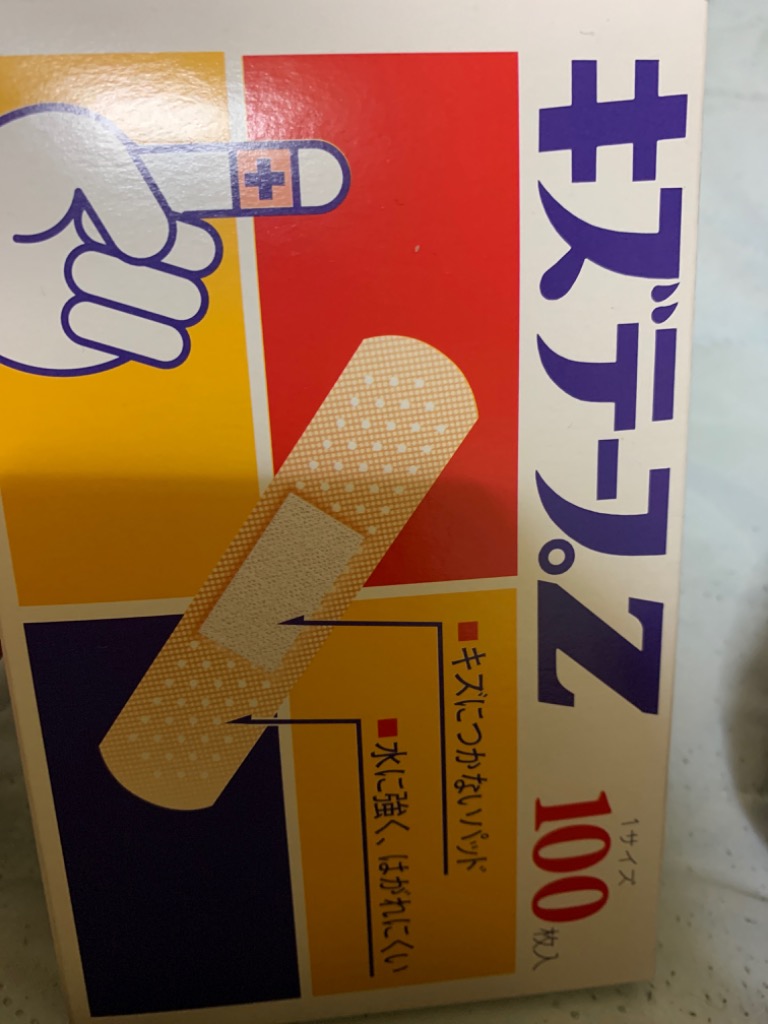 キズテープZ
1サイズ
100枚入
■キズにつかないパッド
■水に強く、はがれにくい